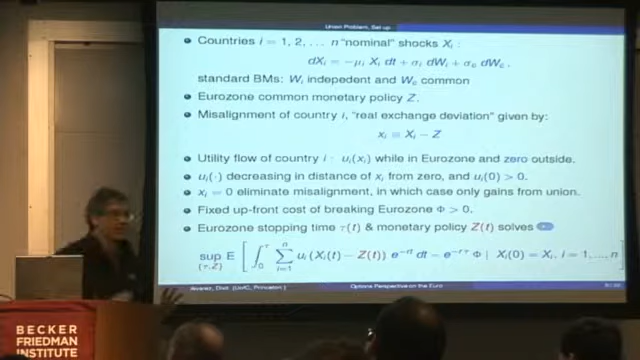 Union Problem, Set up
Countries i = 1, 2, ... n "nominal" shocks Xᵢ :
dXᵢ = −μᵢ Xᵢ dt + σᵢ dWᵢ + σc dWc .
standard BMs: Wᵢ indepedent and Wc common
Eurozone common monetary policy Z.
Misalignment of country i, "real exchange deviation" given by:
xᵢ ≡ Xᵢ − Z
Utility flow of country i : uᵢ(xᵢ) while in Eurozone and zero outside.
uᵢ(·) decreasing in distance of xᵢ from zero, and uᵢ(0) > 0.
xᵢ = 0 eliminate misalignment, in which case only gains from union.
Fixed up-front cost of breaking Eurozone Φ > 0.
Eurozone stopping time τ(t) & monetary policy Z(t) solves
sup (τ,Z) E [ ∫₀^τ ∑ᵢ₌₁ⁿ uᵢ (Xᵢ(t) − Z(t)) e^−rt dt − e^−rτ Φ | Xᵢ(0) = Xᵢ, i = 1, ..., n ]
Alvarez, Dixit (UofC, Princeton) Options Perspective on the Euro
BECKER
FRIEDMAN
INSTITUTE